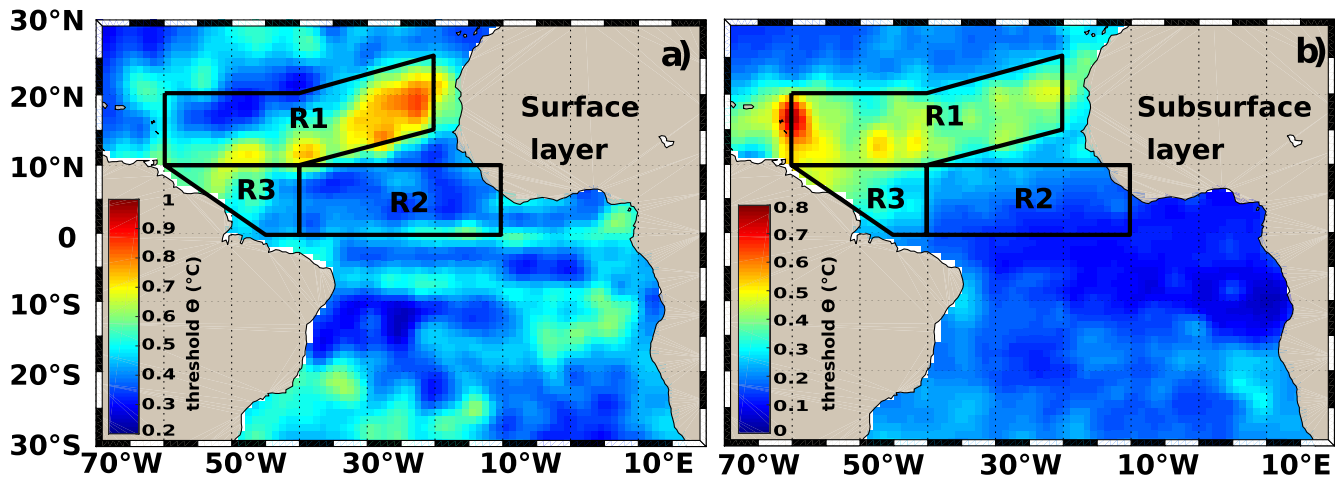 30°N
20°N
10°N
0
10°S
20°S
30°S
70°W
50°W
30°W
10°W
10°E
a)
Surface
layer
R1
R2
R3
1
0.9
0.8
0.7
0.6
0.5
0.4
0.3
0.2
threshold Θ (°C)
b)
Subsurface
layer
R1
R2
R3
0.8
0.7
0.6
0.5
0.4
0.3
0.2
0.1
0
threshold Θ (°C)
70°W
50°W
30°W
10°W
10°E